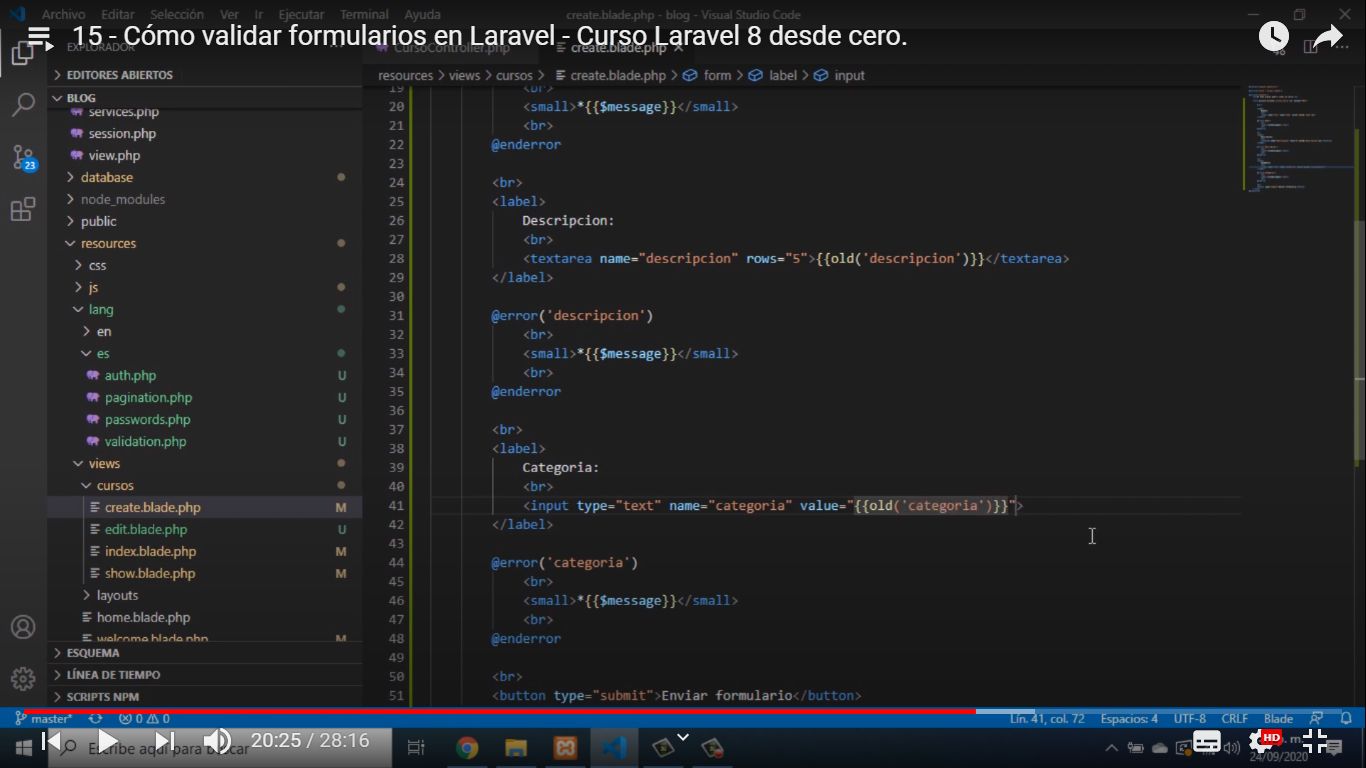 Archivo Editar Selección Ver Ir Ejecutar Terminal Ayuda create.blade.php - blog - Visual Studio Code
15 - Cómo validar formularios en Laravel - Curso Laravel 8 desde cero.
EXPLORADOR
CursoController.php create.blade.php
EDITORES ABIERTOS
resources > views > cursos > create.blade.php > form > label > input
BLOG
services.php
session.php
view.php
database
node_modules
public
resources
css
js
lang
en
es
auth.php U
pagination.php U
passwords.php U
validation.php U
views
cursos
create.blade.php M
edit.blade.php U
index.blade.php M
show.blade.php M
layouts
home.blade.php
welcome.blade.php M
ESQUEMA
LÍNEA DE TIEMPO
SCRIPTS NPM
23
19 <br>
20 <small>*{{$message}}</small>
21 <br>
22 @enderror
23
24 <br>
25 <label>
26 Descripcion:
27 <br>
28 <textarea name="descripcion" rows="5">{{old('descripcion')}}</textarea>
29 </label>
30
31 @error('descripcion')
32 <br>
33 <small>*{{$message}}</small>
34 <br>
35 @enderror
36
37 <br>
38 <label>
39 Categoria:
40 <br>
41 <input type="text" name="categoria" value="{{old('categoria')}}">
42 </label>
43
44 @error('categoria')
45 <br>
46 <small>*{{$message}}</small>
47 <br>
48 @enderror
49
50 <br>
51 <button type="submit">Enviar formulario</button>
master* 0 0 Lín. 41, col. 72 Espacios: 4 UTF-8 CRLF Blade
Escribe aquí para buscar
20:25 / 28:16
HD
24/09/2020